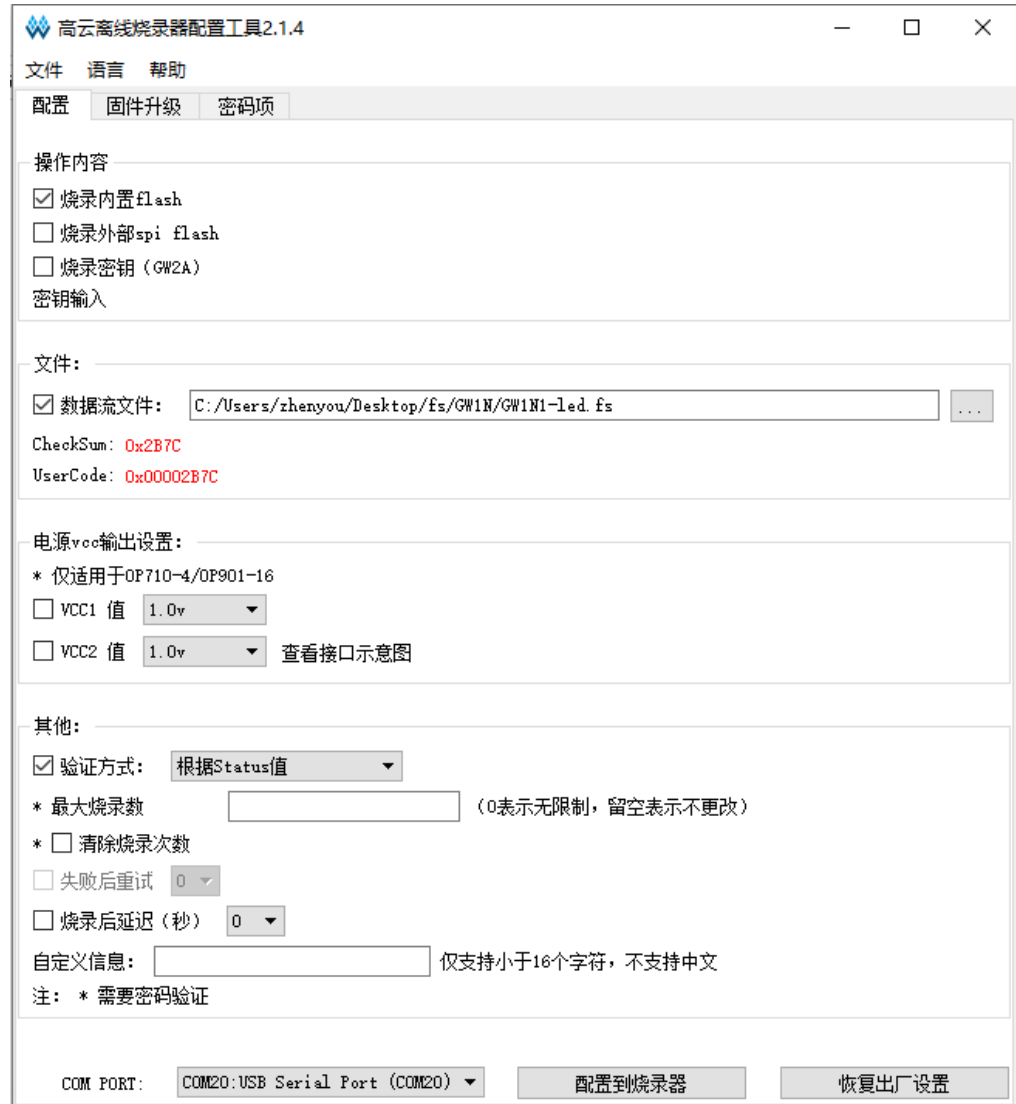 高云离线烧录器配置工具2.1.4
文件 语言 帮助
配置 固件升级 密码项
操作内容
烧录内置flash
烧录外部spi flash
烧录密钥（GW2A）
密钥输入
文件：
数据流文件： C:/Users/zhenyou/Desktop/fs/GW1N/GW1N1-led.fs ...
CheckSum: 0x2B7C
UserCode: 0x00002B7C
电源vcc输出设置：
* 仅适用于OP710-4/OP901-16
VCC1 值 1.0v
VCC2 值 1.0v 查看接口示意图
其他：
验证方式： 根据Status值
* 最大烧录数 （0表示无限制，留空表示不更改）
* 清除烧录次数
失败后重试 0
烧录后延迟（秒） 0
自定义信息： 仅支持小于16个字符，不支持中文
注： * 需要密码验证
COM PORT: COM20:USB Serial Port (COM20) 配置到烧录器 恢复出厂设置